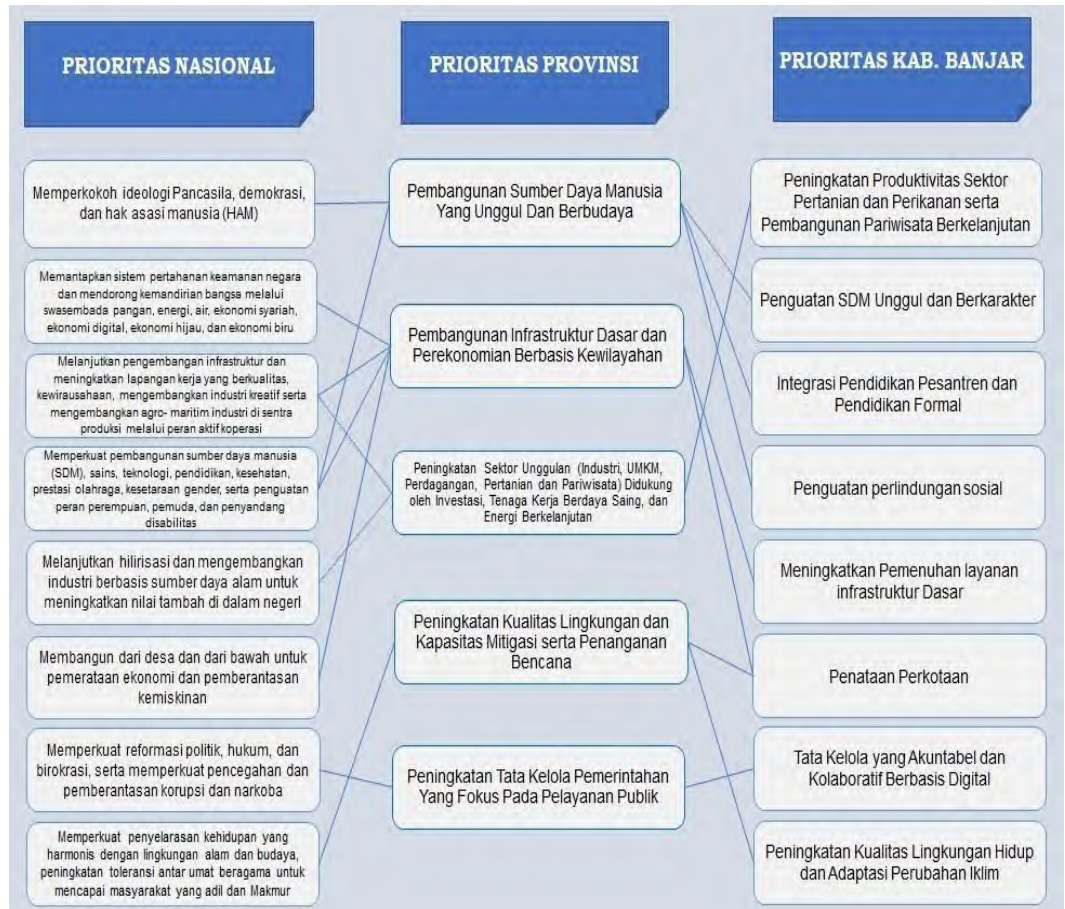 PRIORITAS NASIONAL
Memperkokoh ideologi Pancasila, demokrasi,
dan hak asasi manusia (HAM)
Memantapkan sistem pertahanan keamanan negara
dan mendorong kemandirian bangsa melalui
swasembada pangan, energi, air, ekonomi syariah,
ekonomi digital, ekonomi hijau, dan ekonomi biru
Melanjutkan pengembangan infrastruktur dan
meningkatkan lapangan kerja yang berkualitas,
kewirausahaan, mengembangkan industri kreatif serta
mengembangkan agro- maritim industri di sentra
produksi melalui peran aktif koperasi
Memperkuat pembangunan sumber daya manusia
(SDM), sains, teknologi, pendidikan, kesehatan,
prestasi olahraga, kesetaraan gender, serta penguatan
peran perempuan, pemuda, dan penyandang
disabilitas
Melanjutkan hilirisasi dan mengembangkan
industri berbasis sumber daya alam untuk
meningkatkan nilai tambah di dalam negerI
Membangun dari desa dan dari bawah untuk
pemerataan ekonomi dan pemberantasan
kemiskinan
Memperkuat reformasi politik, hukum, dan
birokrasi, serta memperkuat pencegahan dan
pemberantasan korupsi dan narkoba
Memperkuat penyelarasan kehidupan yang
harmonis dengan lingkungan alam dan budaya,
peningkatan toleransi antar umat beragama untuk
mencapai masyarakat yang adil dan Makmur
PRIORITAS PROVINSI
Pembangunan Sumber Daya Manusia
Yang Unggul Dan Berbudaya
Pembangunan Infrastruktur Dasar dan
Perekonomian Berbasis Kewilayahan
Peningkatan Sektor Unggulan (Industri, UMKM,
Perdagangan, Pertanian dan Pariwisata) Didukung
oleh Investasi, Tenaga Kerja Berdaya Saing, dan
Energi Berkelanjutan
Peningkatan Kualitas Lingkungan dan
Kapasitas Mitigasi serta Penanganan
Bencana
Peningkatan Tata Kelola Pemerintahan
Yang Fokus Pada Pelayanan Publik
PRIORITAS KAB. BANJAR
Peningkatan Produktivitas Sektor
Pertanian dan Perikanan serta
Pembangunan Pariwisata Berkelanjutan
Penguatan SDM Unggul dan Berkarakter
Integrasi Pendidikan Pesantren dan
Pendidikan Formal
Penguatan perlindungan sosial
Meningkatkan Pemenuhan layanan
infrastruktur Dasar
Penataan Perkotaan
Tata Kelola yang Akuntabel dan
Kolaboratif Berbasis Digital
Peningkatan Kualitas Lingkungan Hidup
dan Adaptasi Perubahan Iklim